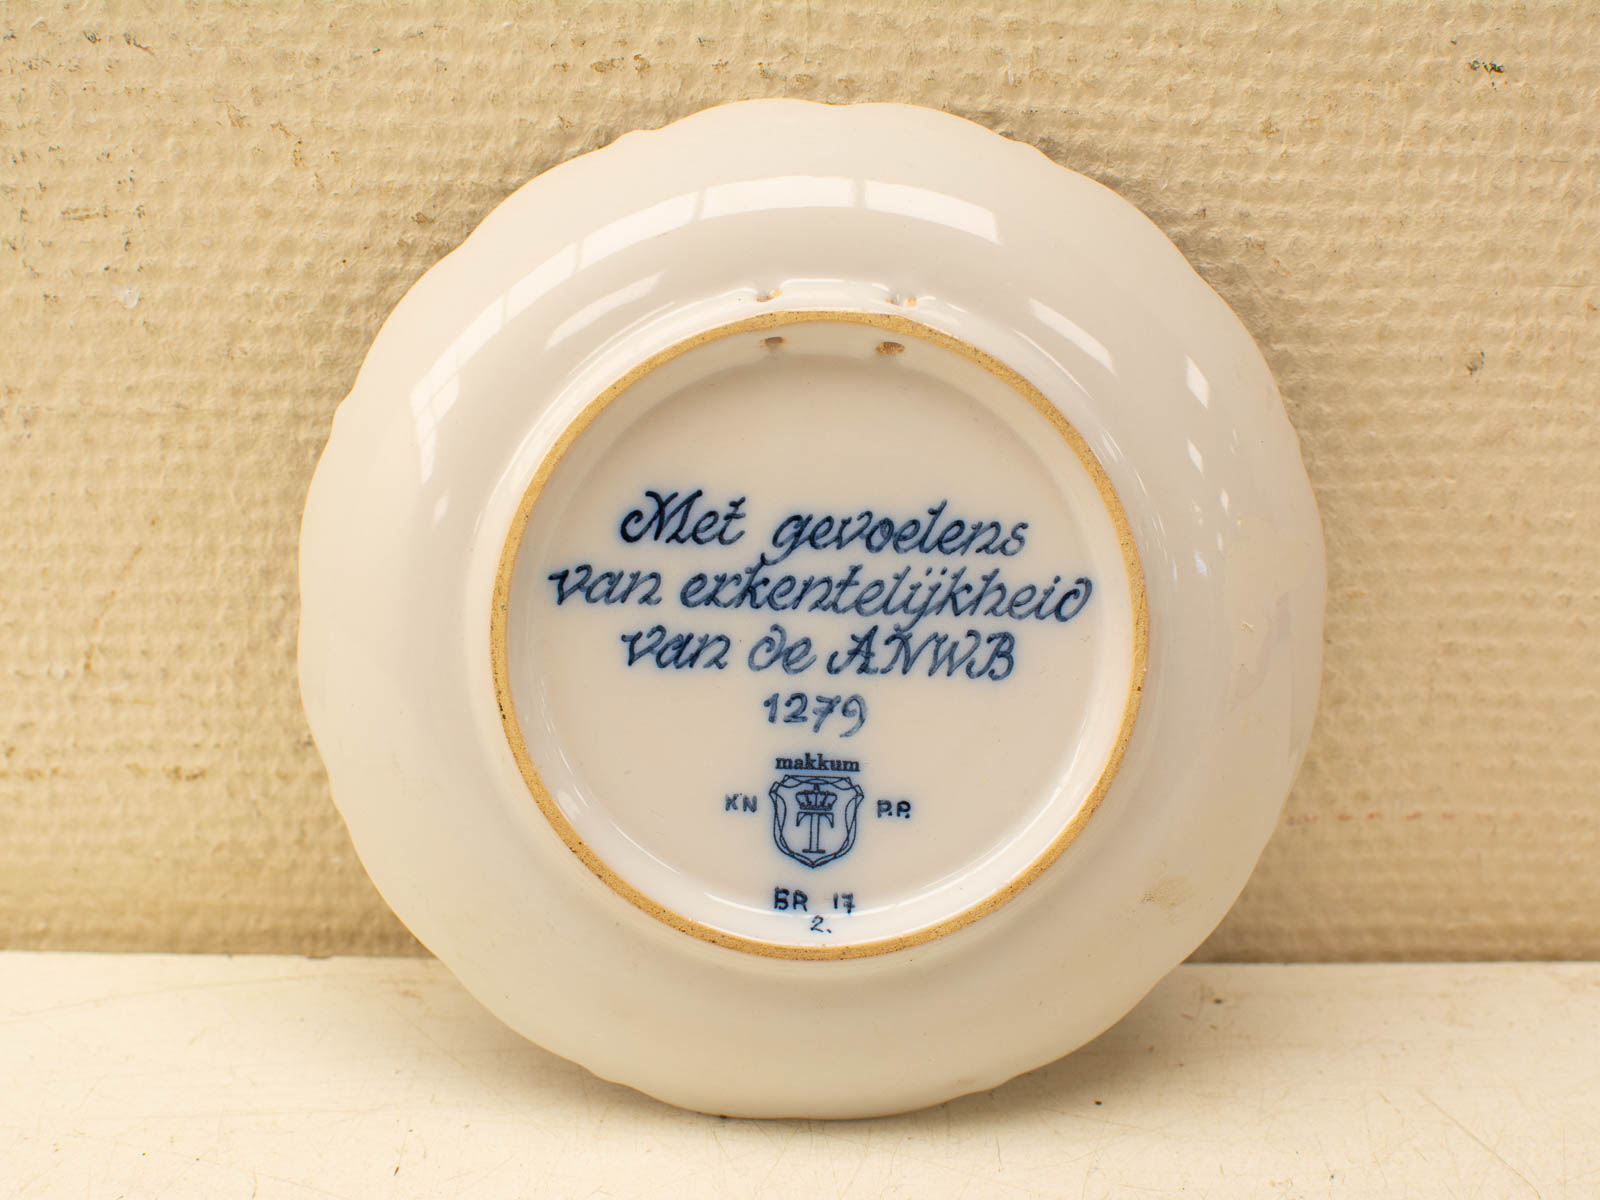 Met gevoelens
van erkentelijkheid
van de ANWB
1279
makkum
KN T P.P.
BR 17
2.